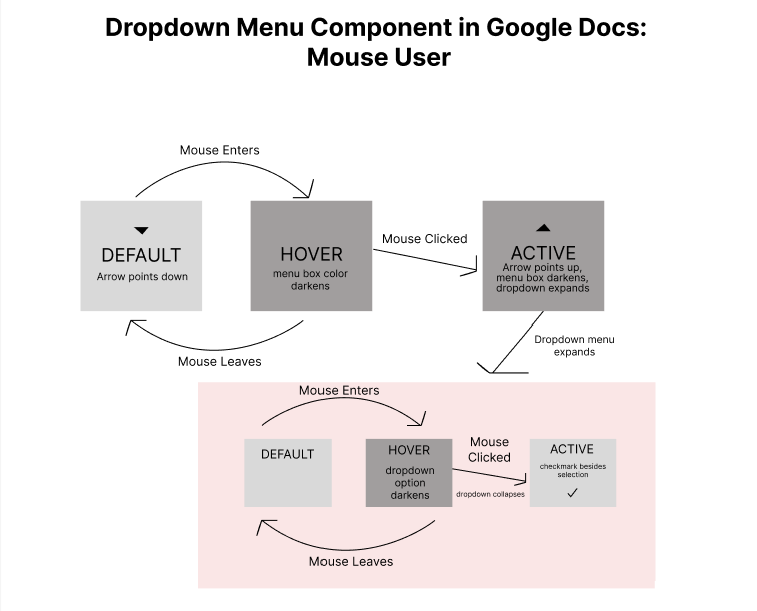 Dropdown Menu Component in Google Docs:
Mouse User
Mouse Enters
DEFAULT
Arrow points down
HOVER
menu box color
darkens
Mouse Clicked
ACTIVE
Arrow points up,
menu box darkens,
dropdown expands
Mouse Leaves
Dropdown menu
expands
Mouse Enters
DEFAULT
HOVER
dropdown
option
darkens
Mouse
Clicked
dropdown collapses
ACTIVE
checkmark besides
selection
Mouse Leaves